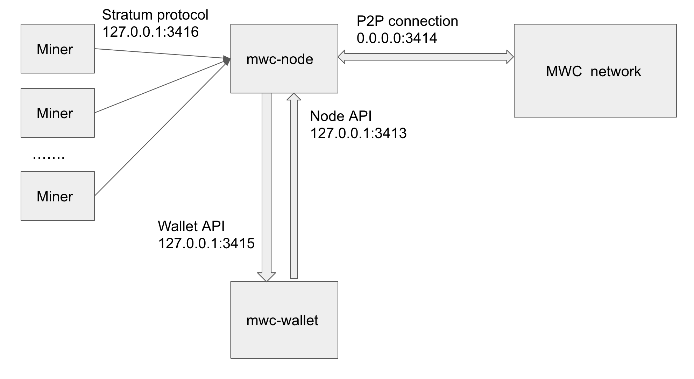 Stratum protocol
127.0.0.1:3416
P2P connection
0.0.0.0:3414
Miner
mwc-node
MWC network
Miner
Node API
127.0.0.1:3413
.......
Miner
Wallet API
127.0.0.1:3415
mwc-wallet